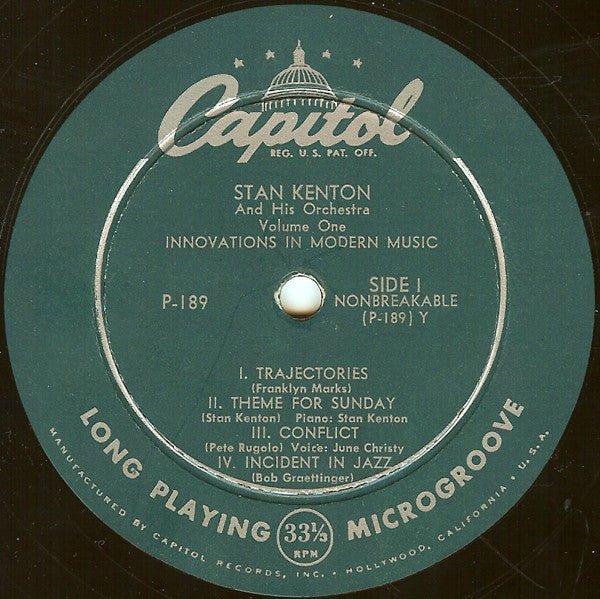 Capitol
REG. U.S. PAT. OFF.
STAN KENTON
And His Orchestra
Volume One
INNOVATIONS IN MODERN MUSIC
P-189
SIDE I
NONBREAKABLE
(P-189) Y
I. TRAJECTORIES
(Franklyn Marks)
II. THEME FOR SUNDAY
(Stan Kenton) Piano: Stan Kenton
III. CONFLICT
(Pete Rugolo) Voice: June Christy
IV. INCIDENT IN JAZZ
(Bob Graettinger)
LONG PLAYING 33⅓ RPM MICROGROOVE
MANUFACTURED BY CAPITOL RECORDS, INC. • HOLLYWOOD, CALIFORNIA • U.S.A.